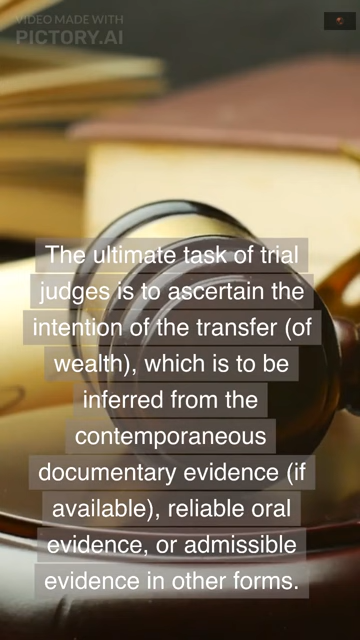 VIDEO MADE WITH
PICTORY.AI
The ultimate task of trial
judges is to ascertain the
intention of the transfer (of
wealth), which is to be
inferred from the
contemporaneous
documentary evidence (if
available), reliable oral
evidence, or admissible
evidence in other forms.